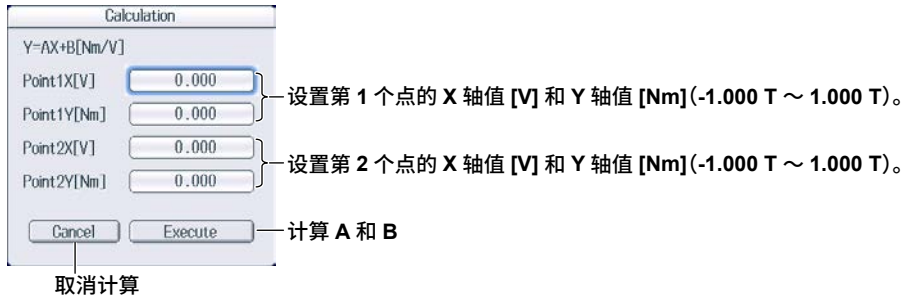 Calculation
Y=AX+B[Nm/V]
Point1X[V] 0.000
Point1Y[Nm] 0.000
设置第 1 个点的 X 轴值 [V] 和 Y 轴值 [Nm](-1.000 T ～ 1.000 T)。
Point2X[V] 0.000
Point2Y[Nm] 0.000
设置第 2 个点的 X 轴值 [V] 和 Y 轴值 [Nm](-1.000 T ～ 1.000 T)。
Cancel Execute 计算 A 和 B
取消计算